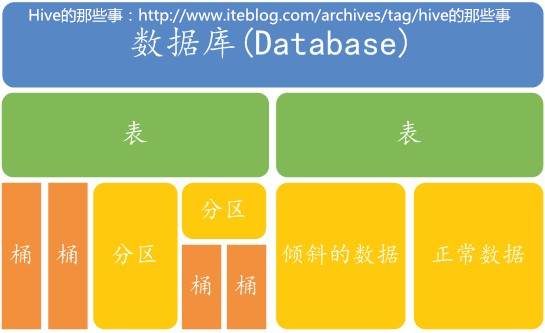 Hive的那些事：http://www.iteblog.com/archives/tag/hive的那些事
数据库(Database)
表 表
分区
桶 桶 分区 倾斜的数据 正常数据
桶 桶